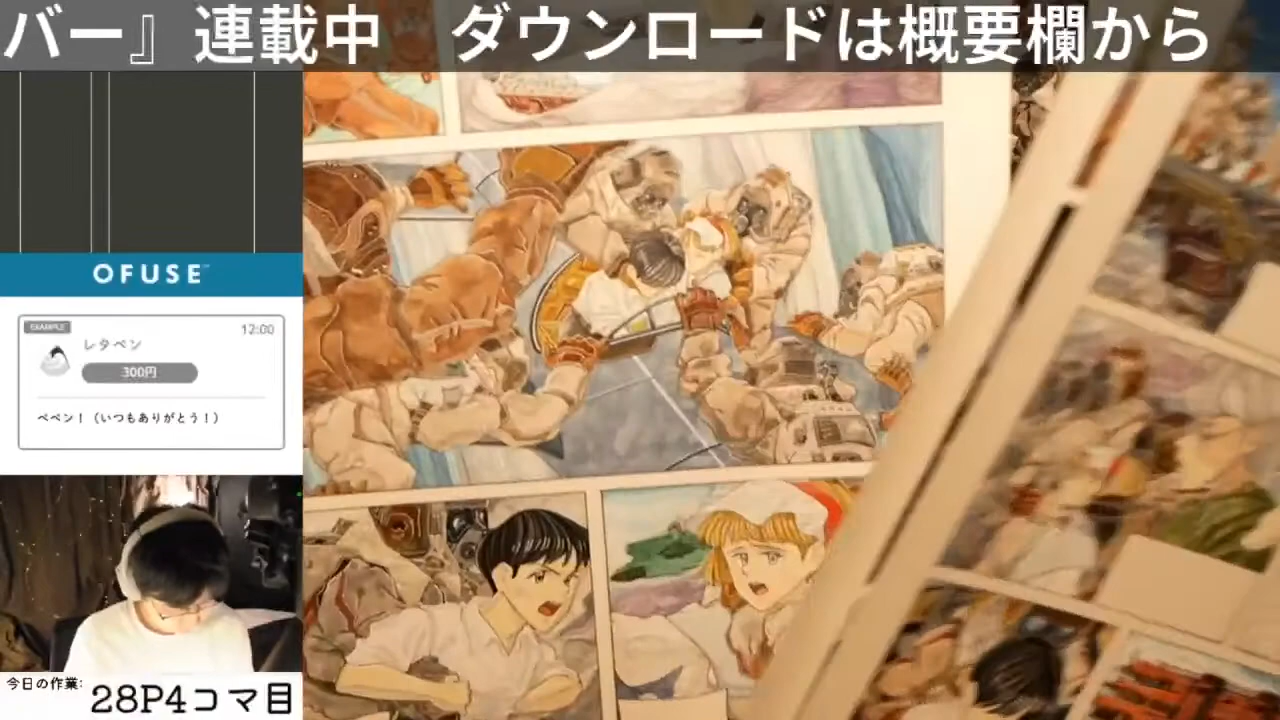 バー』連載中　ダウンロードは概要欄から
OFUSE
EXAMPLE
12:00
レタペン
300円
ペペン！（いつもありがとう！）
今日の作業:
28P4コマ目